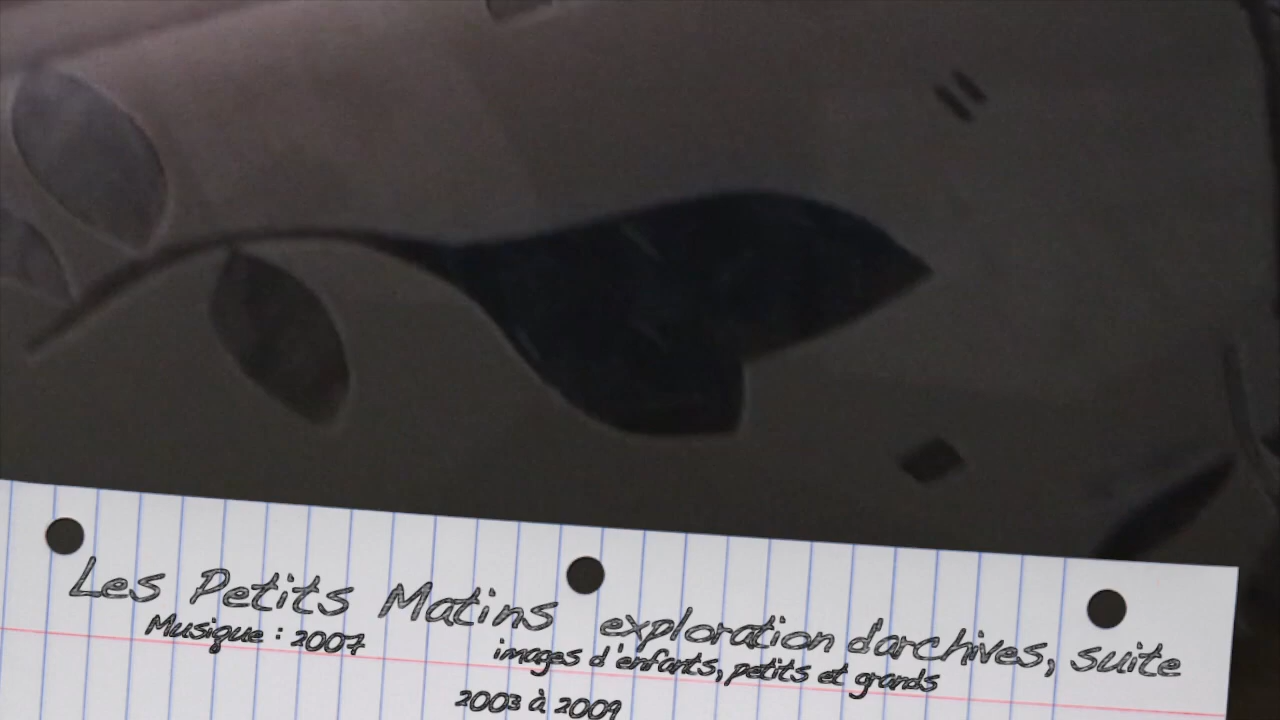 Les Petits Matins exploration d'archives, suite
Musique : 2007
images d'enfants, petits et grands
2003 à 2009